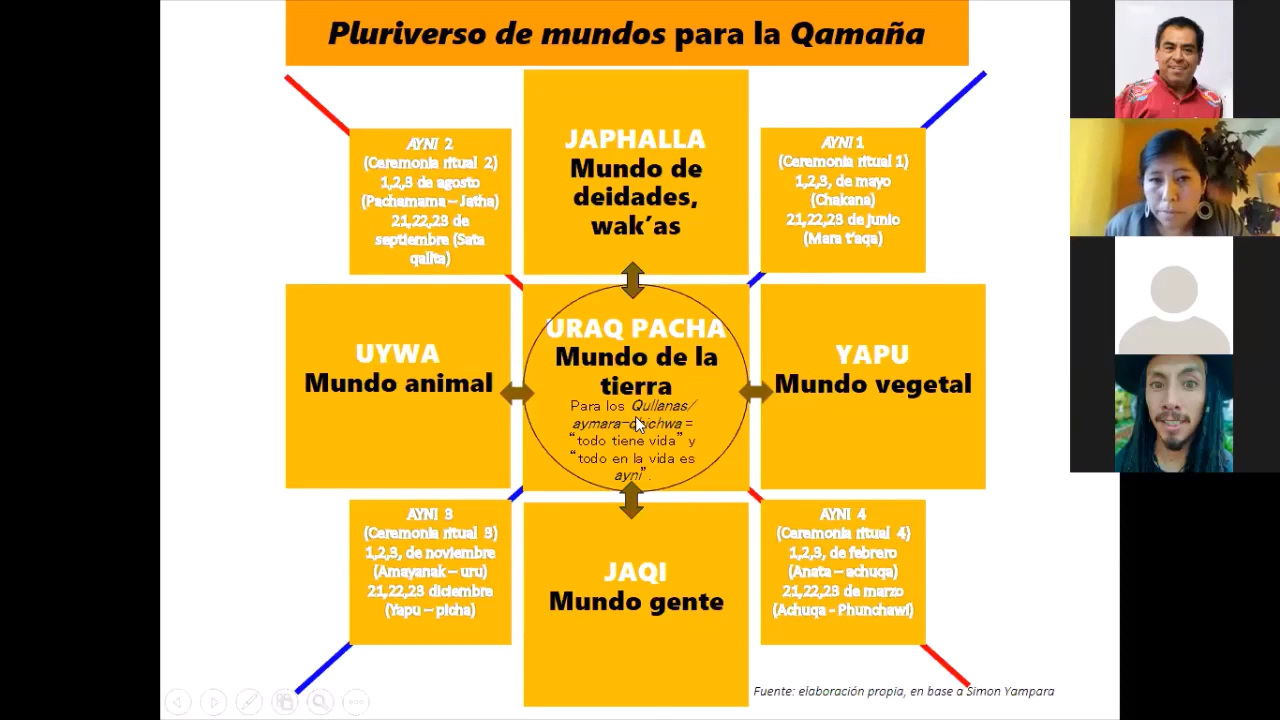 Pluriverso de mundos para la Qamaña
AYNI 2
(Ceremonia ritual 2)
1,2,3 de agosto
(Pachamama – Jatha)
21,22,23 de
septiembre (Sata
qallta)
JAPHALLA
Mundo de
deidades,
wak´as
AYNI 1
(Ceremonia ritual 1)
1,2,3, de mayo
(Chakana)
21,22,23 de junio
(Mara t'aqa)
UYWA
Mundo animal
URAQ PACHA
Mundo de la
tierra
Para los Qullanas/
aymara-qhichwa =
“todo tiene vida” y
“todo en la vida es
ayni”.
YAPU
Mundo vegetal
AYNI 3
(Ceremonia ritual 3)
1,2,3, de noviembre
(Amayanak – uru)
21,22,23 diciembre
(Yapu – picha)
JAQI
Mundo gente
AYNI 4
(Ceremonia ritual 4)
1,2,3, de febrero
(Anata – achuqa)
21,22,23 de marzo
(Achuqa - Phunchawi)
Fuente: elaboración propia, en base a Simon Yampara